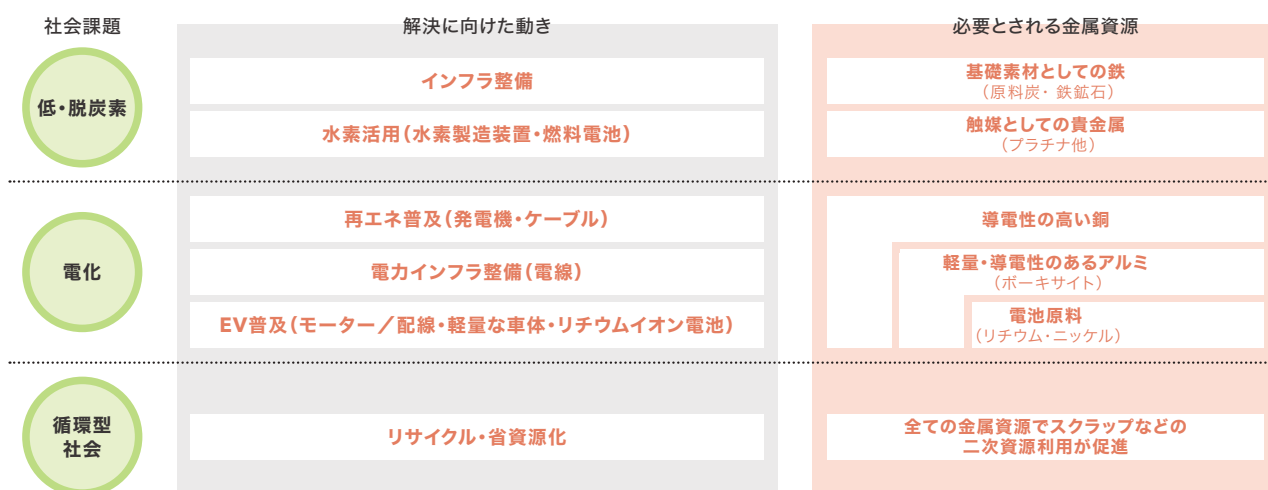 社会課題
解決に向けた動き
必要とされる金属資源
低・脱炭素
インフラ整備
基礎素材としての鉄
（原料炭・鉄鉱石）
水素活用（水素製造装置・燃料電池）
触媒としての貴金属
（プラチナ他）
電化
再エネ普及（発電機・ケーブル）
導電性の高い銅
電力インフラ整備（電線）
軽量・導電性のあるアルミ
（ボーキサイト）
EV普及（モーター／配線・軽量な車体・リチウムイオン電池）
電池原料
（リチウム・ニッケル）
循環型
社会
リサイクル・省資源化
全ての金属資源でスクラップなどの
二次資源利用が促進